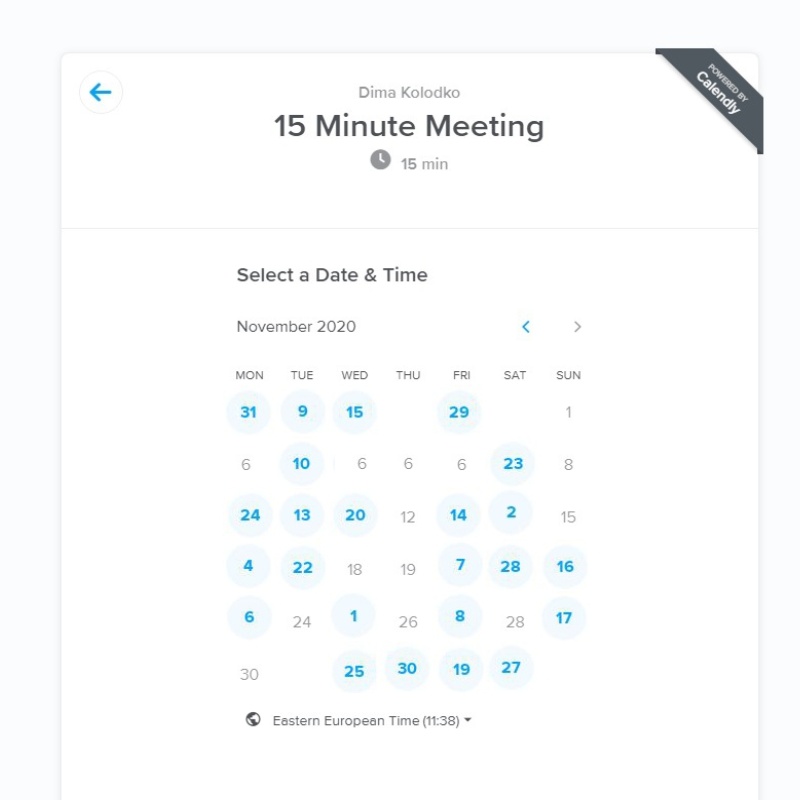 POWERED BY
Calendly
Dima Kolodko
15 Minute Meeting
15 min
Select a Date & Time
November 2020
MON TUE WED THU FRI SAT SUN
31 9 15 29 1
6 10 6 6 6 23 8
24 13 20 12 14 2 15
4 22 18 19 7 28 16
6 24 1 26 8 28 17
30 25 30 19 27
Eastern European Time (11:38)